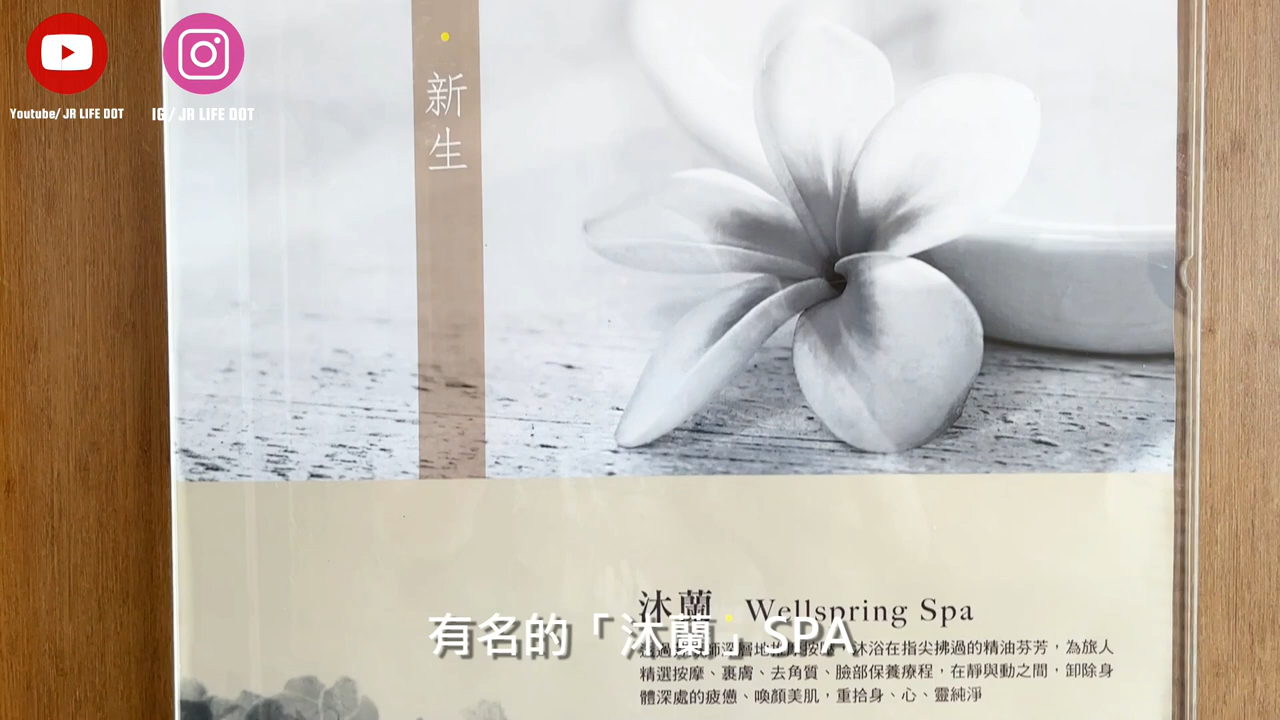 Youtube/ JR LIFE DOT
IG / JR LIFE DOT
新生
沐蘭 Wellspring Spa
有名的「沐蘭」SPA
按摩，沐浴在指尖拂過的精油芬芳，為旅人
精選按摩、裹膚、去角質、臉部保養療程，在靜與動之間，卸除身
體深處的疲憊、喚顏美肌，重拾身、心、靈純淨